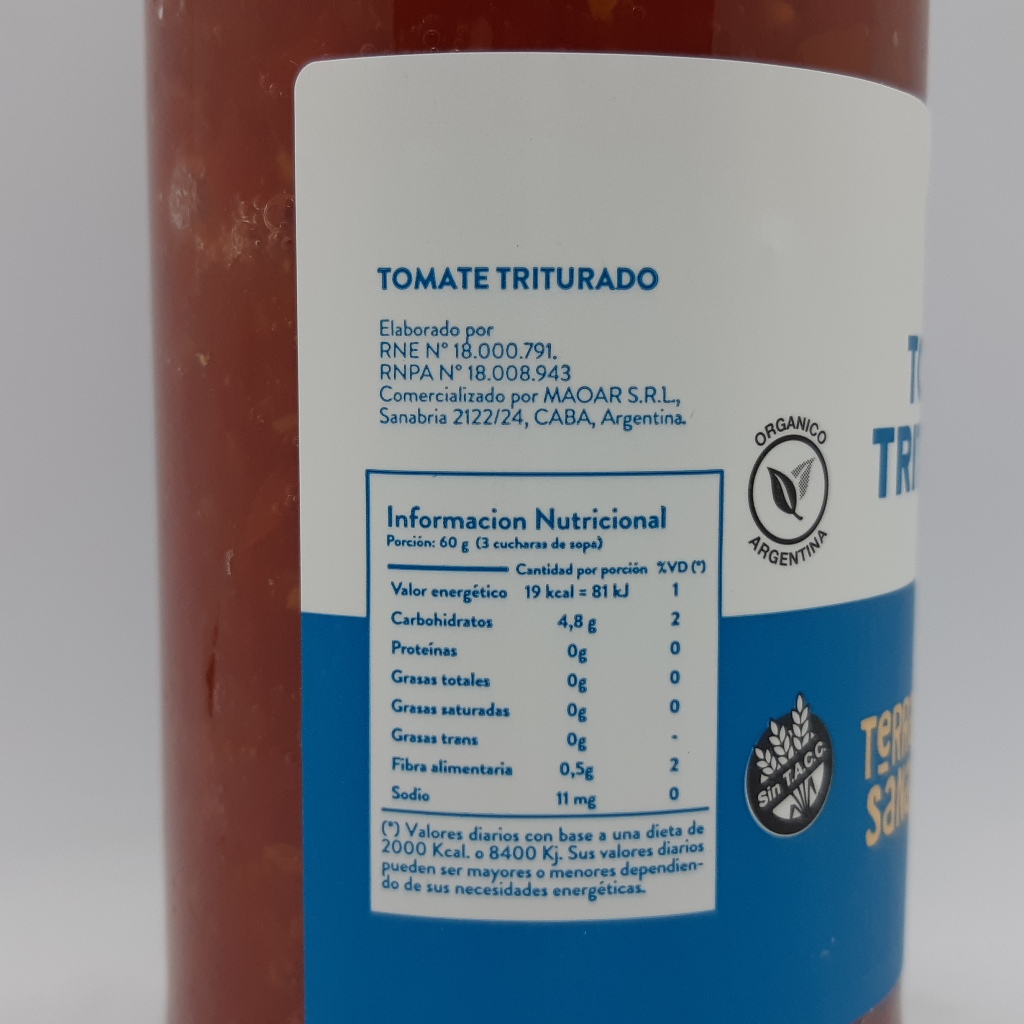 TOMATE TRITURADO
Elaborado por
RNE N° 18.000.791.
RNPA N° 18.008.943
Comercializado por MAOAR S.R.L.,
Sanabria 2122/24, CABA, Argentina.
Informacion Nutricional
Porción: 60 g (3 cucharas de sopa)
Cantidad por porción %VD (*)
Valor energético 19 kcal = 81 kJ 1
Carbohidratos 4,8 g 2
Proteínas 0g 0
Grasas totales 0g 0
Grasas saturadas 0g 0
Grasas trans 0g -
Fibra alimentaria 0,5g 2
Sodio 11 mg 0
(*) Valores diarios con base a una dieta de
2000 Kcal. o 8400 Kj. Sus valores diarios
pueden ser mayores o menores dependien-
do de sus necesidades energéticas.
ORGANICO
ARGENTINA
Sin T.A.C.C.